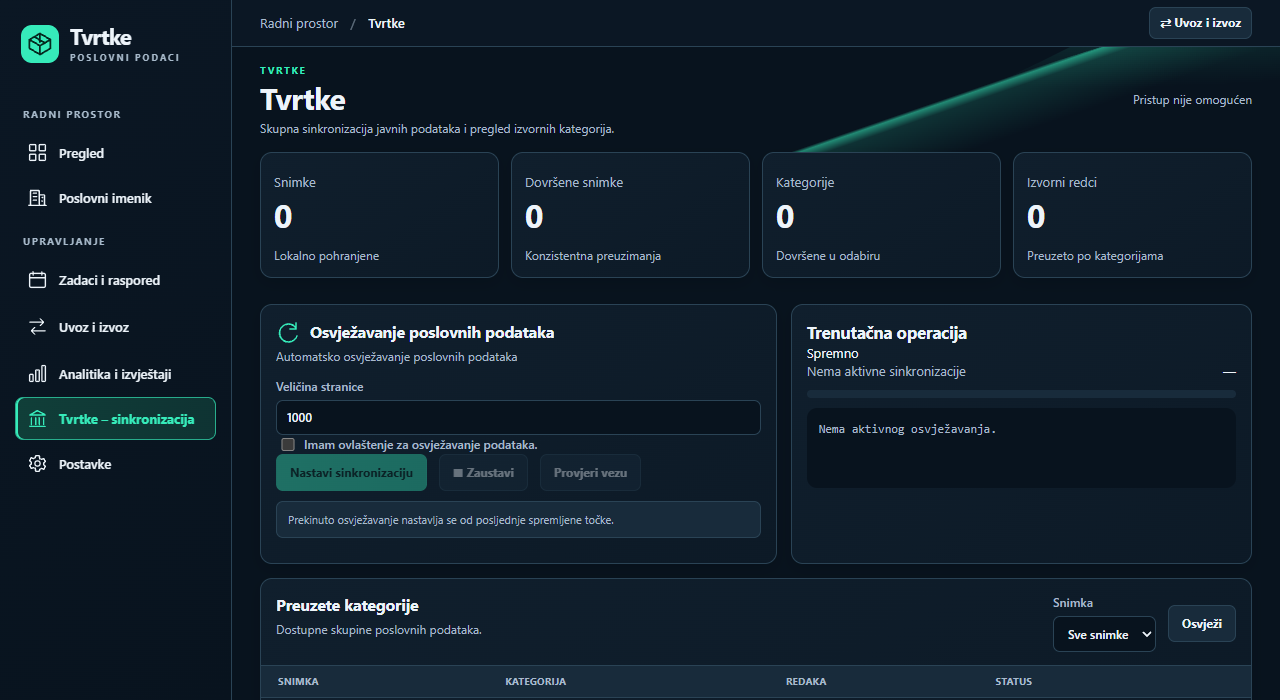 Tvrtke
POSLOVNI PODACI
RADNI PROSTOR
Pregled
Poslovni imenik
UPRAVLJANJE
Zadaci i raspored
Uvoz i izvoz
Analitika i izvještaji
Tvrtke – sinkronizacija
Postavke
Radni prostor / Tvrtke
⇄ Uvoz i izvoz
TVRTKE
Tvrtke
Skupna sinkronizacija javnih podataka i pregled izvornih kategorija.
Pristup nije omogućen
Snimke
0
Lokalno pohranjene
Dovršene snimke
0
Konzistentna preuzimanja
Kategorije
0
Dovršene u odabiru
Izvorni redci
0
Preuzeto po kategorijama
Osvježavanje poslovnih podataka
Automatsko osvježavanje poslovnih podataka
Veličina stranice
1000
Imam ovlaštenje za osvježavanje podataka.
Nastavi sinkronizaciju
■ Zaustavi
Provjeri vezu
Prekinuto osvježavanje nastavlja se od posljednje spremljene točke.
Trenutačna operacija
Spremno
Nema aktivne sinkronizacije —
Nema aktivnog osvježavanja.
Preuzete kategorije
Dostupne skupine poslovnih podataka.
Snimka
Sve snimke
Osvježi
SNIMKA KATEGORIJA REDAKA STATUS